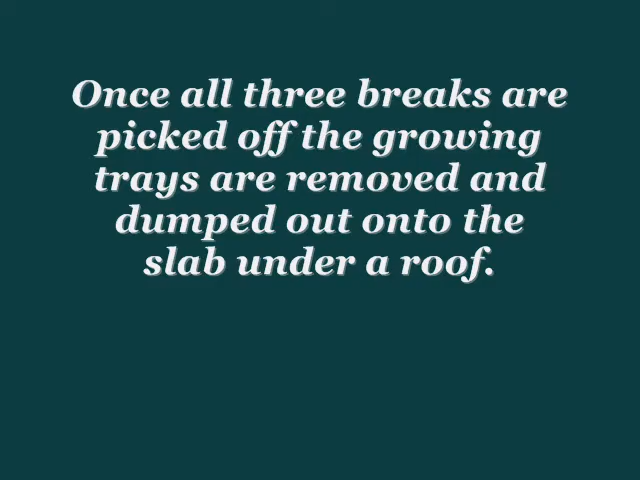 Once all three breaks are
picked off the growing
trays are removed and
dumped out onto the
slab under a roof.